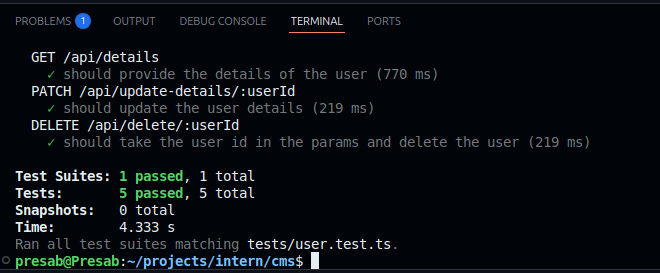 PROBLEMS 1 OUTPUT DEBUG CONSOLE TERMINAL PORTS
GET /api/details
✓ should provide the details of the user (770 ms)
PATCH /api/update-details/:userId
✓ should update the user details (219 ms)
DELETE /api/delete/:userId
✓ should take the user id in the params and delete the user (219 ms)
Test Suites: 1 passed, 1 total
Tests: 5 passed, 5 total
Snapshots: 0 total
Time: 4.333 s
Ran all test suites matching tests/user.test.ts.
presab@Presab:~/projects/intern/cms$